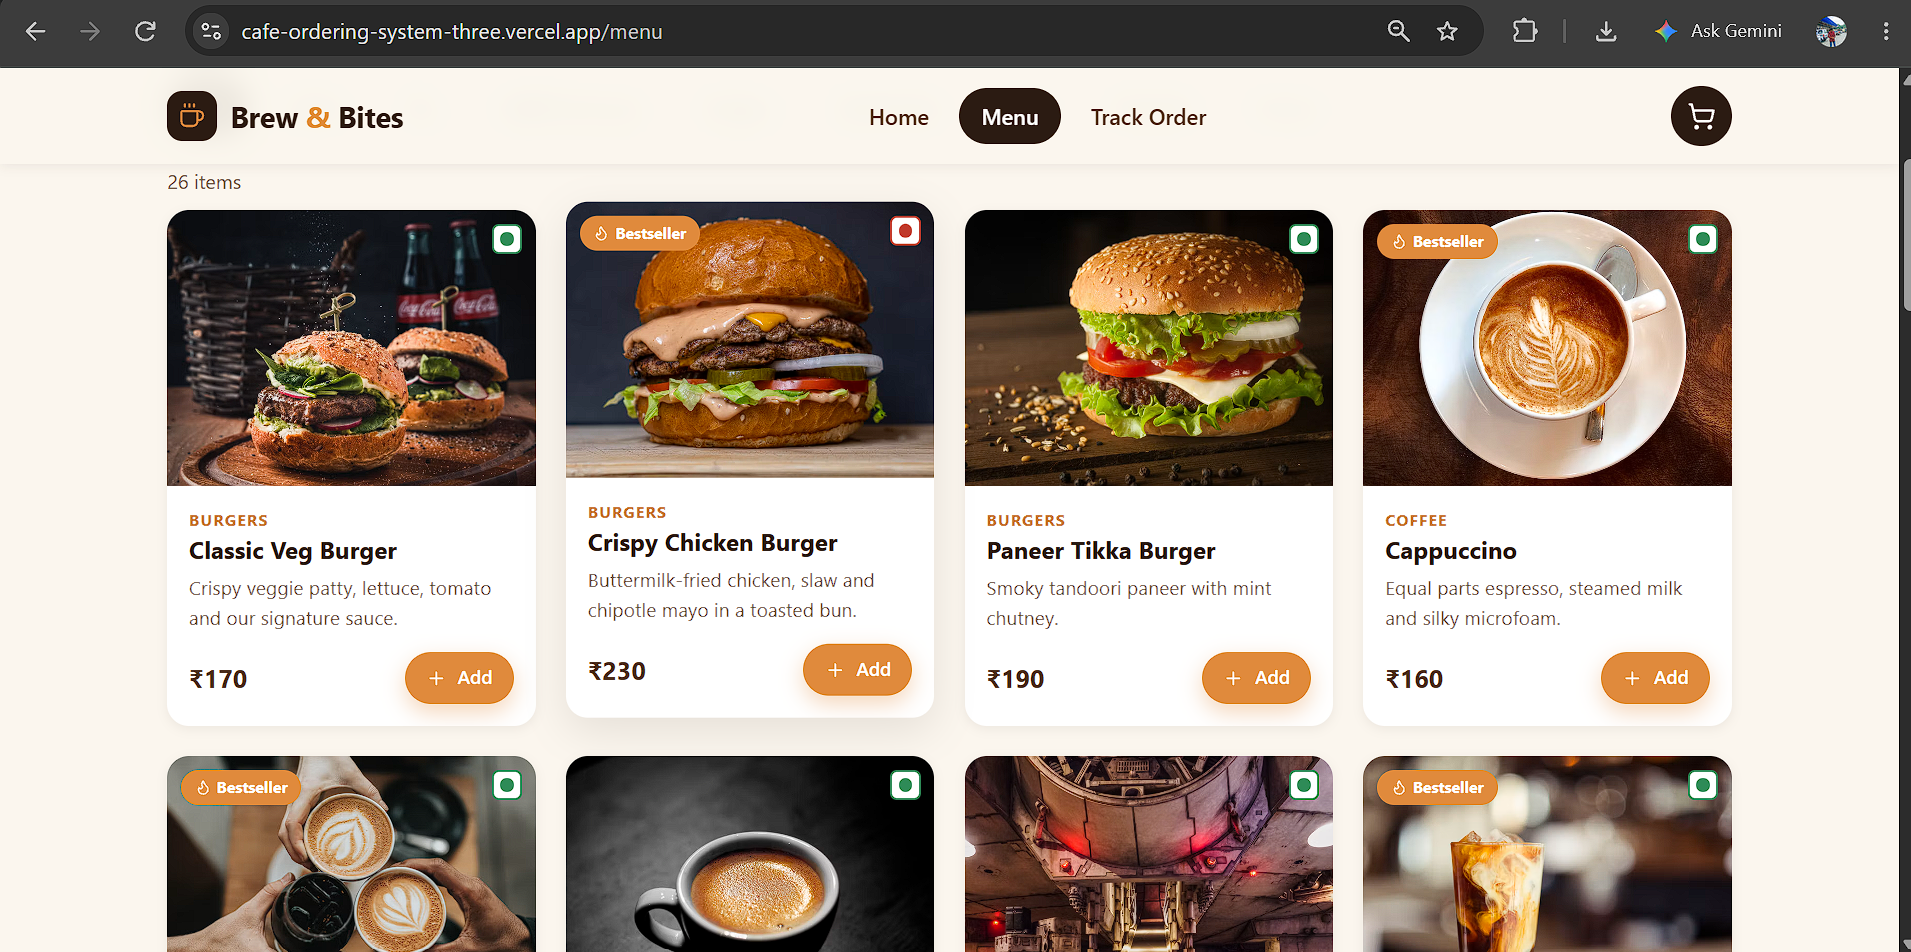 cafe-ordering-system-three.vercel.app/menu
Ask Gemini
Brew & Bites
Home
Menu
Track Order
26 items
Bestseller
Bestseller
Coca-Cola
BURGERS
Classic Veg Burger
Crispy veggie patty, lettuce, tomato
and our signature sauce.
₹170
+ Add
BURGERS
Crispy Chicken Burger
Buttermilk-fried chicken, slaw and
chipotle mayo in a toasted bun.
₹230
+ Add
BURGERS
Paneer Tikka Burger
Smoky tandoori paneer with mint
chutney.
₹190
+ Add
COFFEE
Cappuccino
Equal parts espresso, steamed milk
and silky microfoam.
₹160
+ Add
Bestseller
Bestseller